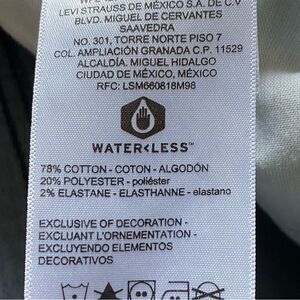 LEVI STRAUSS DE MÉXICO S.A. DE C.V
BLVD. MIGUEL DE CERVANTES
SAAVEDRA
NO. 301, TORRE NORTE PISO 7
COL. AMPLIACIÓN GRANADA C.P. 11529
ALCALDÍA. MIGUEL HIDALGO
CIUDAD DE MÉXICO, MÉXICO
RFC: LSM660818M98
WATER<LESS™
78% COTTON - COTON - ALGODÓN
20% POLYESTER - poliéster
2% ELASTANE - ELASTHANNE - elastano
EXCLUSIVE OF DECORATION -
EXCLUANT L'ORNEMENTATION -
EXCLUYENDO ELEMENTOS
DECORATIVOS